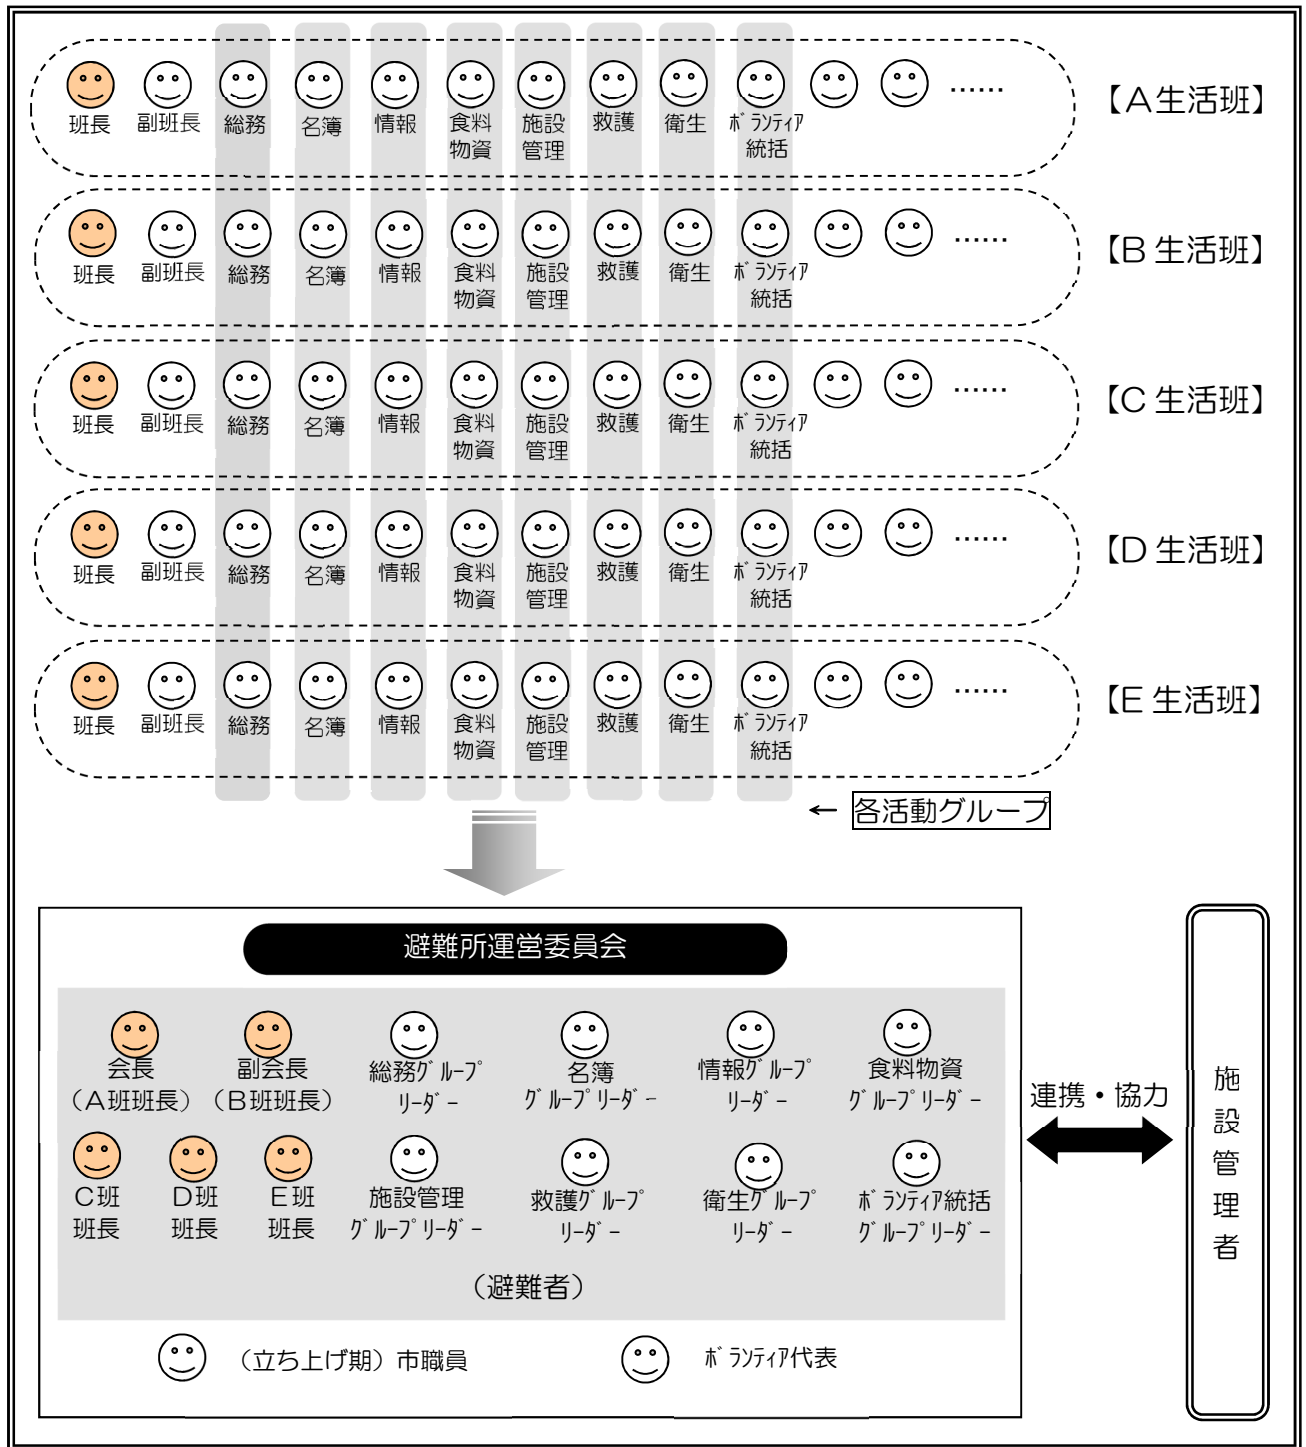 班長 副班長 総務 名簿 情報 食料物資 施設管理 救護 衛生 ボランティア統括 …… 【A生活班】
班長 副班長 総務 名簿 情報 食料物資 施設管理 救護 衛生 ボランティア統括 …… 【B生活班】
班長 副班長 総務 名簿 情報 食料物資 施設管理 救護 衛生 ボランティア統括 …… 【C生活班】
班長 副班長 総務 名簿 情報 食料物資 施設管理 救護 衛生 ボランティア統括 …… 【D生活班】
班長 副班長 総務 名簿 情報 食料物資 施設管理 救護 衛生 ボランティア統括 …… 【E生活班】
← 各活動グループ
避難所運営委員会
会長 副会長 総務グループ 名簿 情報グループ 食料物資
(A班班長) (B班班長) リーダー グループリーダー リーダー グループリーダー
C班 D班 E班 施設管理 救護グループ 衛生グループ ボランティア統括
班長 班長 班長 グループリーダー リーダー リーダー グループリーダー
(避難者)
(立ち上げ期)市職員 ボランティア代表
連携・協力
施設管理者